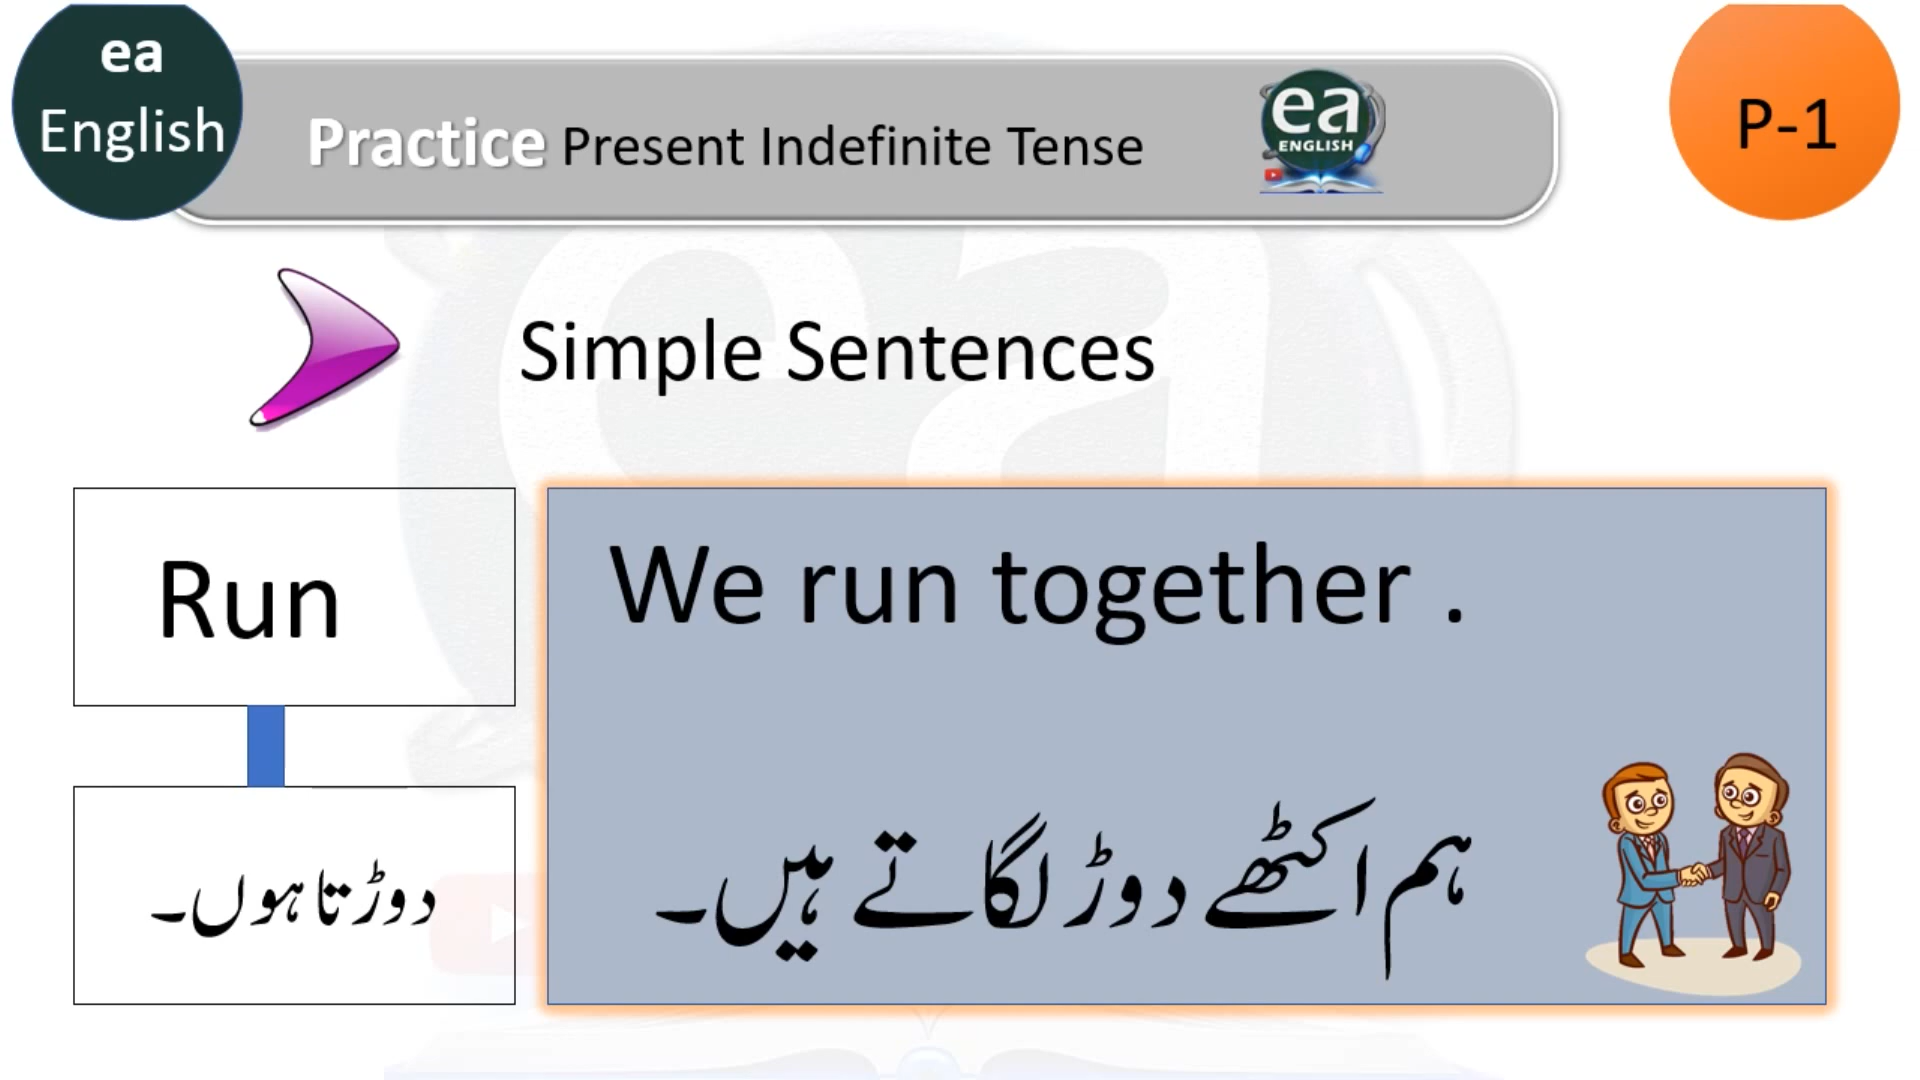 ea
English
Practice Present Indefinite Tense
ea
ENGLISH
P-1
Simple Sentences
Run
We run together .
دوڑتا ہوں۔
ہم اکٹھے دوڑ لگاتے ہیں۔